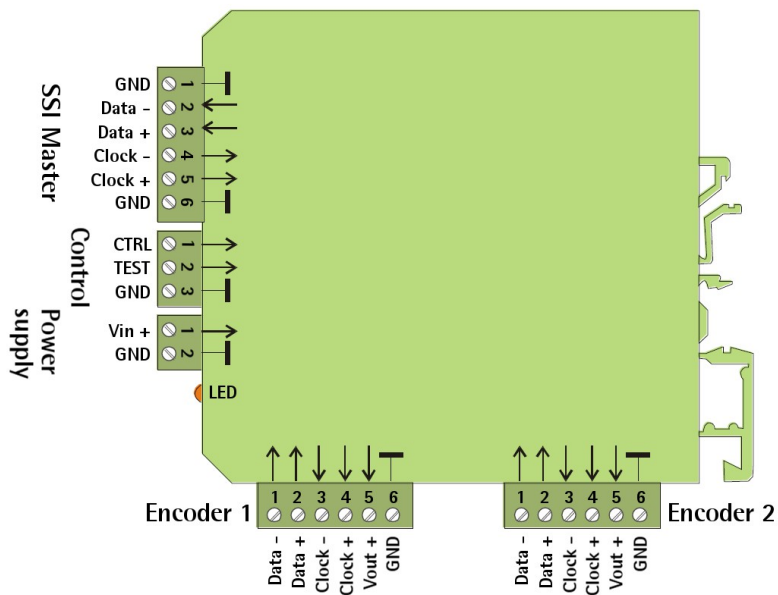 SSI Master
GND 1
Data - 2
Data + 3
Clock - 4
Clock + 5
GND 6
Control
CTRL 1
TEST 2
GND 3
Power
supply
Vin + 1
GND 2
LED
Encoder 1
1 2 3 4 5 6
Data -
Data +
Clock -
Clock +
Vout +
GND
1 2 3 4 5 6
Encoder 2
Data -
Data +
Clock -
Clock +
Vout +
GND